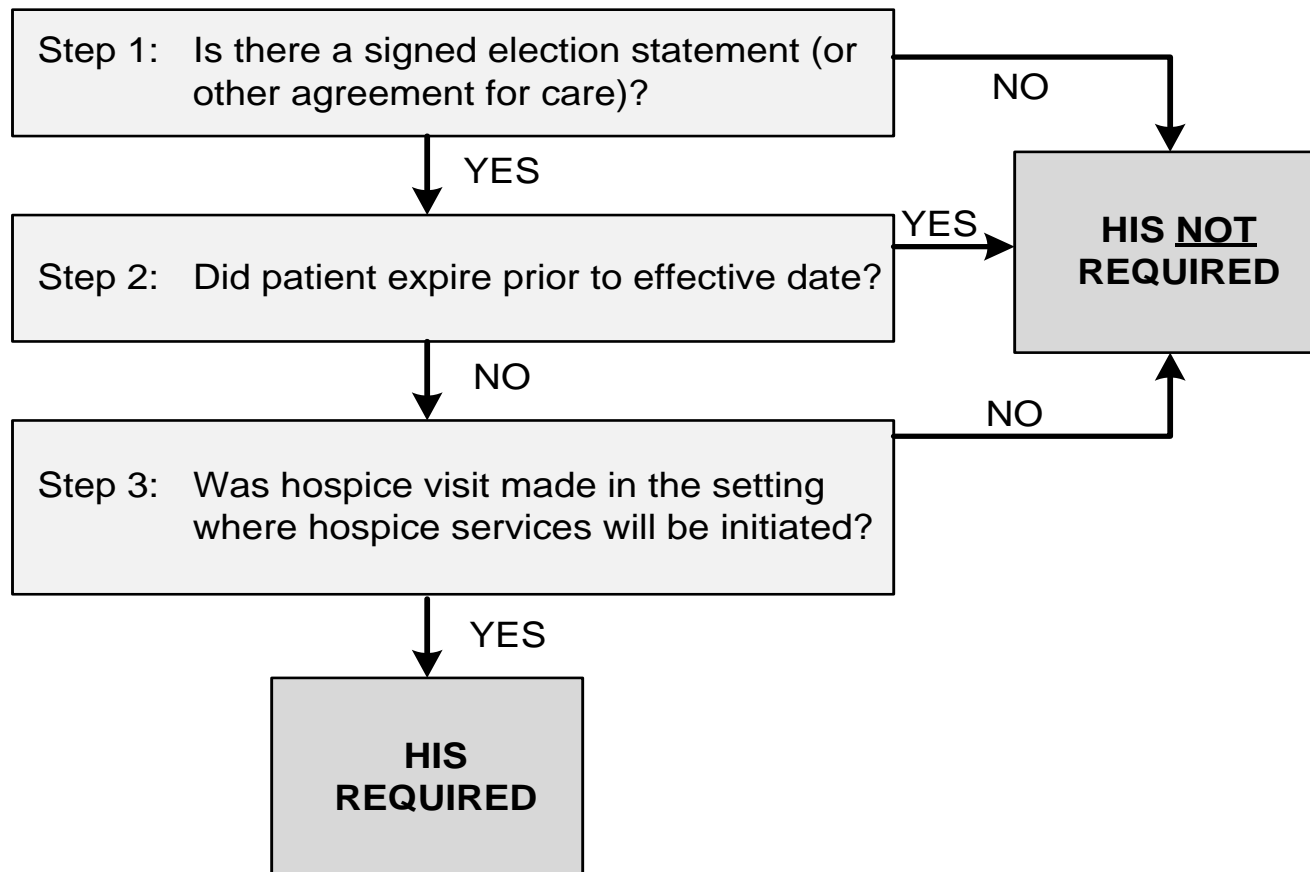 Step 1: Is there a signed election statement (or
other agreement for care)?
NO
YES
HIS NOT
REQUIRED
Step 2: Did patient expire prior to effective date?
YES
NO
NO
Step 3: Was hospice visit made in the setting
where hospice services will be initiated?
YES
HIS
REQUIRED